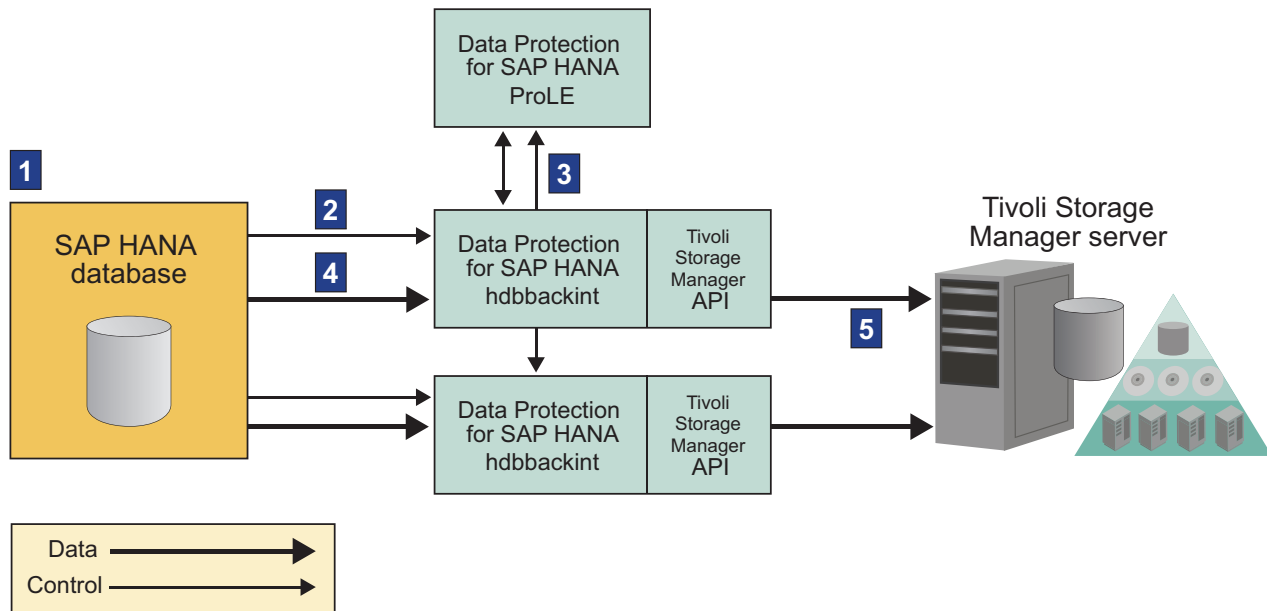 Data Protection
for SAP HANA
ProLE
1
3
2
SAP HANA
database
4
Data Protection
for SAP HANA
hdbbackint
Tivoli
Storage
Manager
API
Tivoli Storage
Manager server
5
Data Protection
for SAP HANA
hdbbackint
Tivoli
Storage
Manager
API
Data
Control